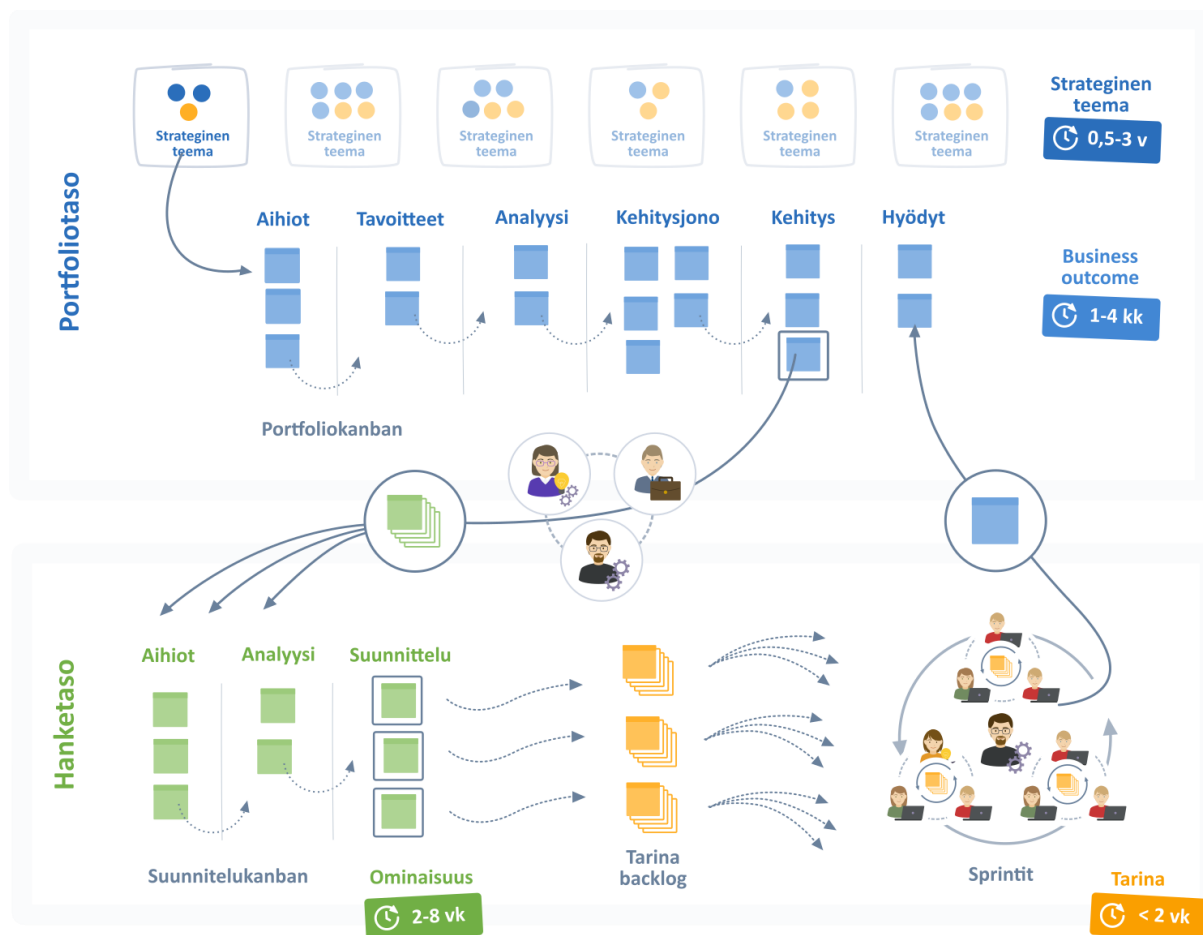 Strateginen
teema
Strateginen
teema
Strateginen
teema
Strateginen
teema
Strateginen
teema
Strateginen
teema
Strateginen
teema
0,5-3 v
Portfoliotaso
Aihiot
Tavoitteet
Analyysi
Kehitysjono
Kehitys
Hyödyt
Business
outcome
1-4 kk
Portfoliokanban
Hanketaso
Aihiot
Analyysi
Suunnittelu
Suunnitelukanban
Ominaisuus
2-8 vk
Tarina
backlog
Sprintit
Tarina
< 2 vk